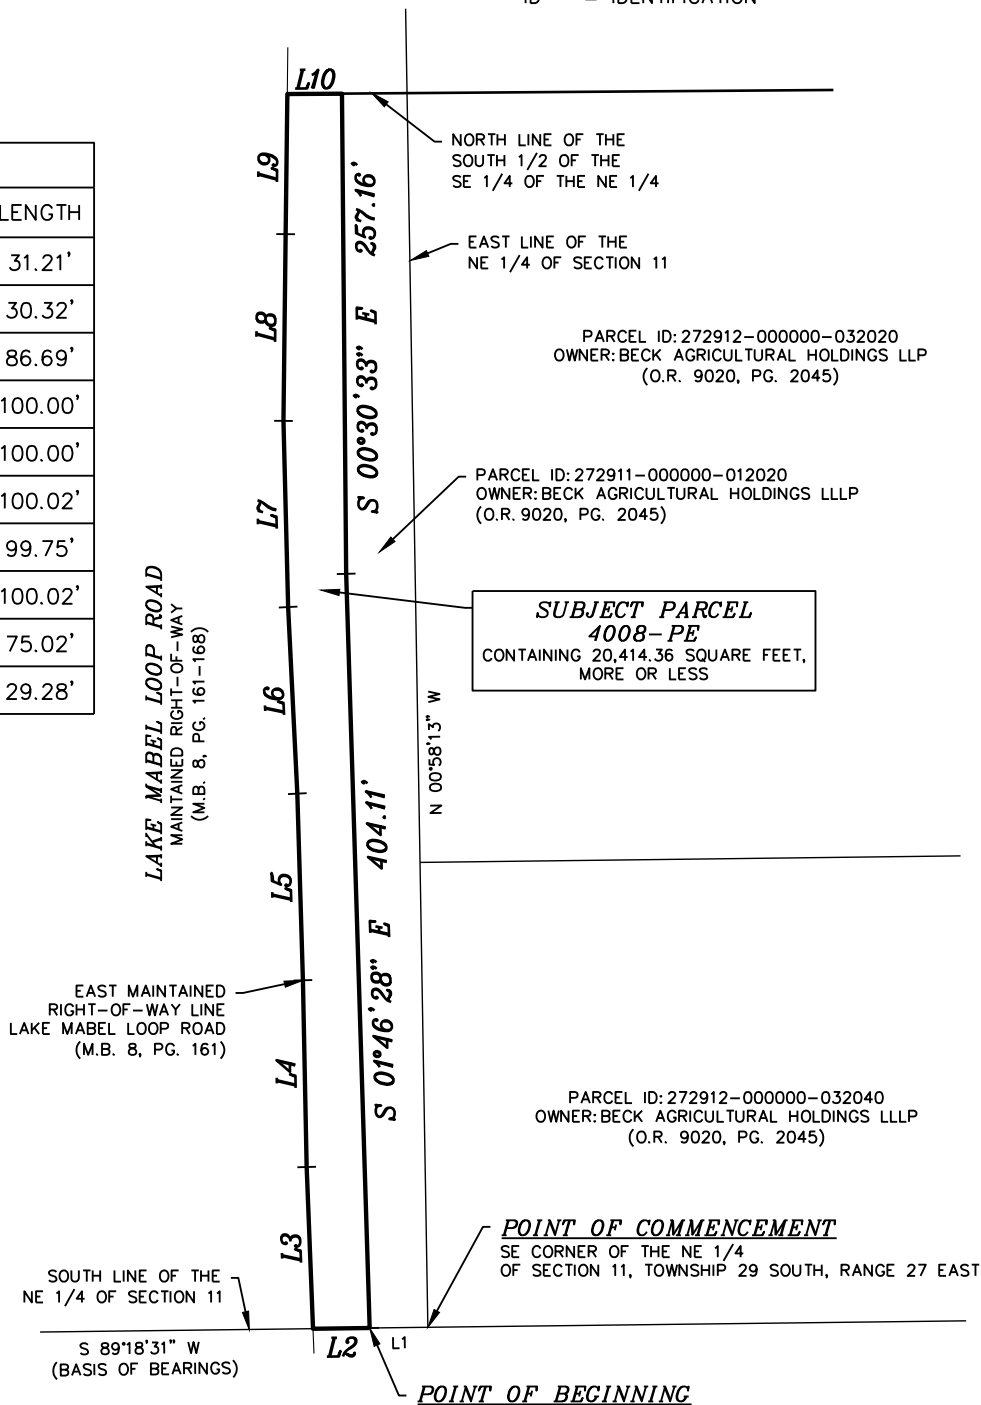 L10
NORTH LINE OF THE
SOUTH 1/2 OF THE
SE 1/4 OF THE NE 1/4
L9
257.16'
LENGTH
31.21'
30.32'
86.69'
100.00'
100.00'
100.02'
99.75'
100.02'
75.02'
29.28'
EAST LINE OF THE
NE 1/4 OF SECTION 11
L8
S 00°30'33" E
PARCEL ID:272912-000000-032020
OWNER:BECK AGRICULTURAL HOLDINGS LLP
(O.R. 9020, PG. 2045)
L7
PARCEL ID:272911-000000-012020
OWNER:BECK AGRICULTURAL HOLDINGS LLLP
(O.R. 9020, PG. 2045)
LAKE MABEL LOOP ROAD
MAINTAINED RIGHT-OF-WAY
(M.B. 8, PG. 161-168)
SUBJECT PARCEL
4008-PE
CONTAINING 20,414.36 SQUARE FEET,
MORE OR LESS
L6
N 00°58'13" W
404.11'
L5
S 01°46'28" E
EAST MAINTAINED
RIGHT-OF-WAY LINE
LAKE MABEL LOOP ROAD
(M.B. 8, PG. 161)
L4
PARCEL ID:272912-000000-032040
OWNER:BECK AGRICULTURAL HOLDINGS LLLP
(O.R. 9020, PG. 2045)
L3
POINT OF COMMENCEMENT
SE CORNER OF THE NE 1/4
OF SECTION 11, TOWNSHIP 29 SOUTH, RANGE 27 EAST
SOUTH LINE OF THE
NE 1/4 OF SECTION 11
S 89°18'31" W
(BASIS OF BEARINGS)
L2
L1
POINT OF BEGINNING